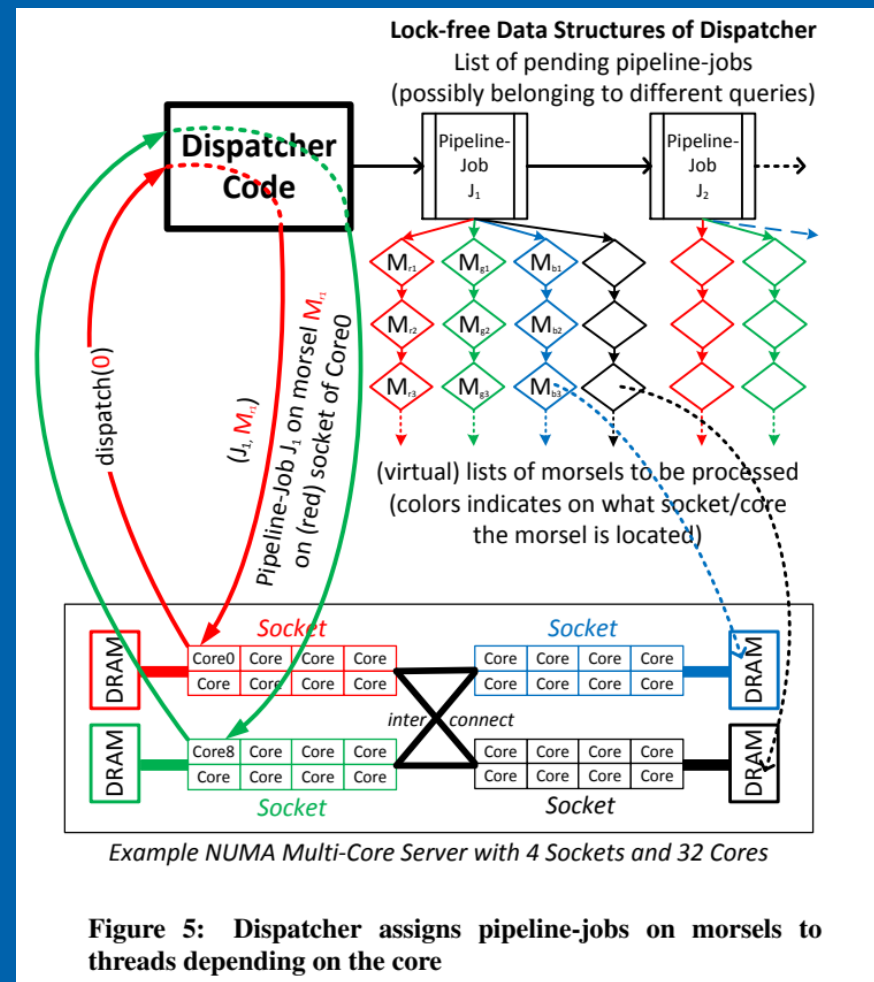 Lock-free Data Structures of Dispatcher
List of pending pipeline-jobs
(possibly belonging to different queries)
Dispatcher
Code
Pipeline-
Job
J₁
Pipeline-
Job
J₂
Mr1
Mg1
Mb1
Mr2
Mg2
Mb2
Mr3
Mg3
Mb3
dispatch(0)
(J₁, Mr1)
Pipeline-Job J₁ on morsel Mr1
on (red) socket of Core0
(virtual) lists of morsels to be processed
(colors indicates on what socket/core
the morsel is located)
Socket
Socket
DRAM
Core0 Core Core Core
Core Core Core Core
Core Core Core Core
Core Core Core Core
DRAM
inter connect
DRAM
Core8 Core Core Core
Core Core Core Core
Core Core Core Core
Core Core Core Core
DRAM
Socket
Socket
Example NUMA Multi-Core Server with 4 Sockets and 32 Cores
Figure 5: Dispatcher assigns pipeline-jobs on morsels to
threads depending on the core